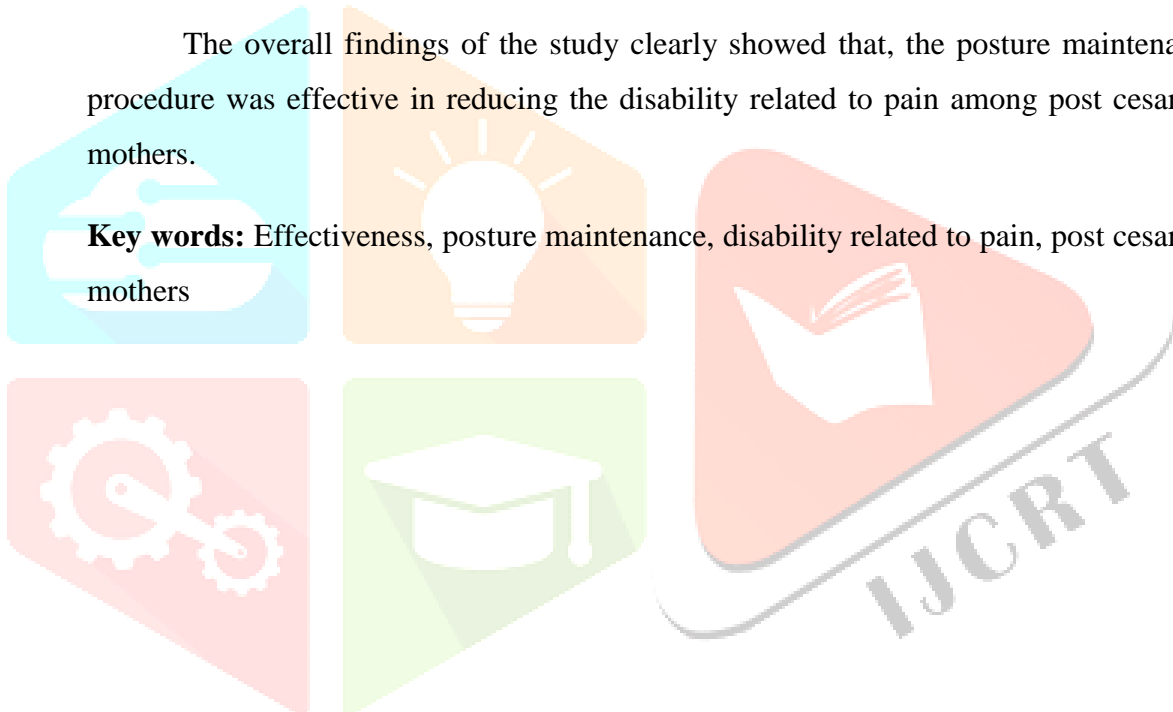 The overall findings of the study clearly showed that, the posture maintena
procedure was effective in reducing the disability related to pain among post cesar
mothers.
Key words: Effectiveness, posture maintenance, disability related to pain, post cesar
mothers
IJCRT